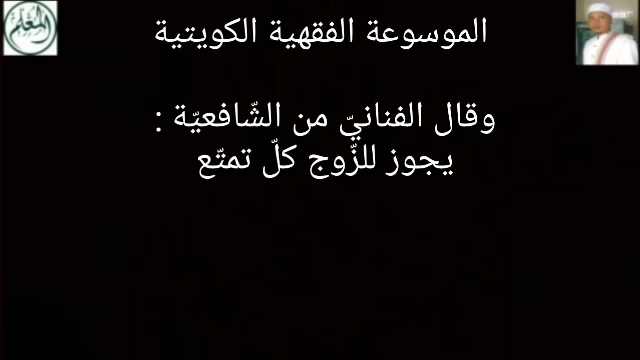 الموسوعة الفقهية الكويتية
وقال الفنانيّ من الشّافعيّة :
يجوز للزّوج كلّ تمتّع